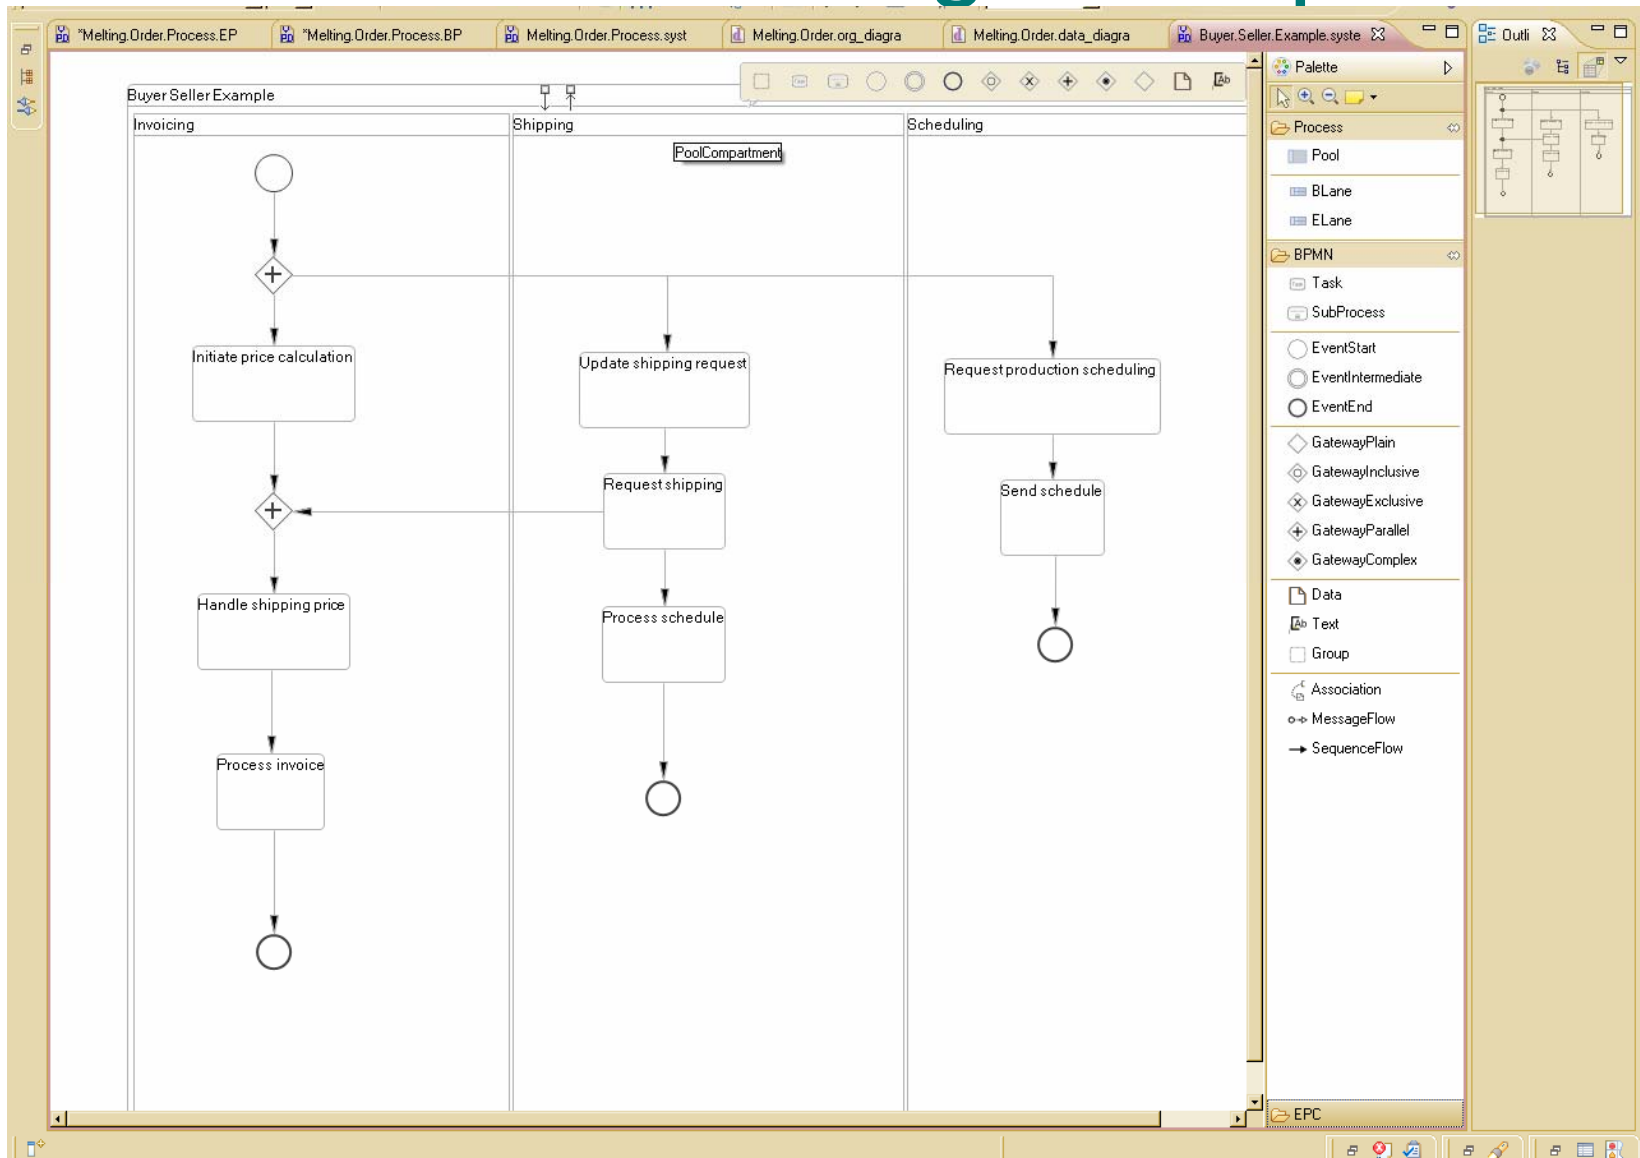 *Melting.Order.Process.EP
*Melting.Order.Process.BP
Melting.Order.Process.syst
Melting.Order.org_diagra
Melting.Order.data_diagra
Buyer.Seller.Example.syste
Outli
Palette
Buyer Seller Example
Invoicing
Shipping
Scheduling
PoolCompartment
Initiate price calculation
Update shipping request
Request production scheduling
Request shipping
Send schedule
Handle shipping price
Process schedule
Process invoice
Process
Pool
BLane
ELane
BPMN
Task
SubProcess
EventStart
EventIntermediate
EventEnd
GatewayPlain
GatewayInclusive
GatewayExclusive
GatewayParallel
GatewayComplex
Data
Text
Group
Association
MessageFlow
SequenceFlow
EPC